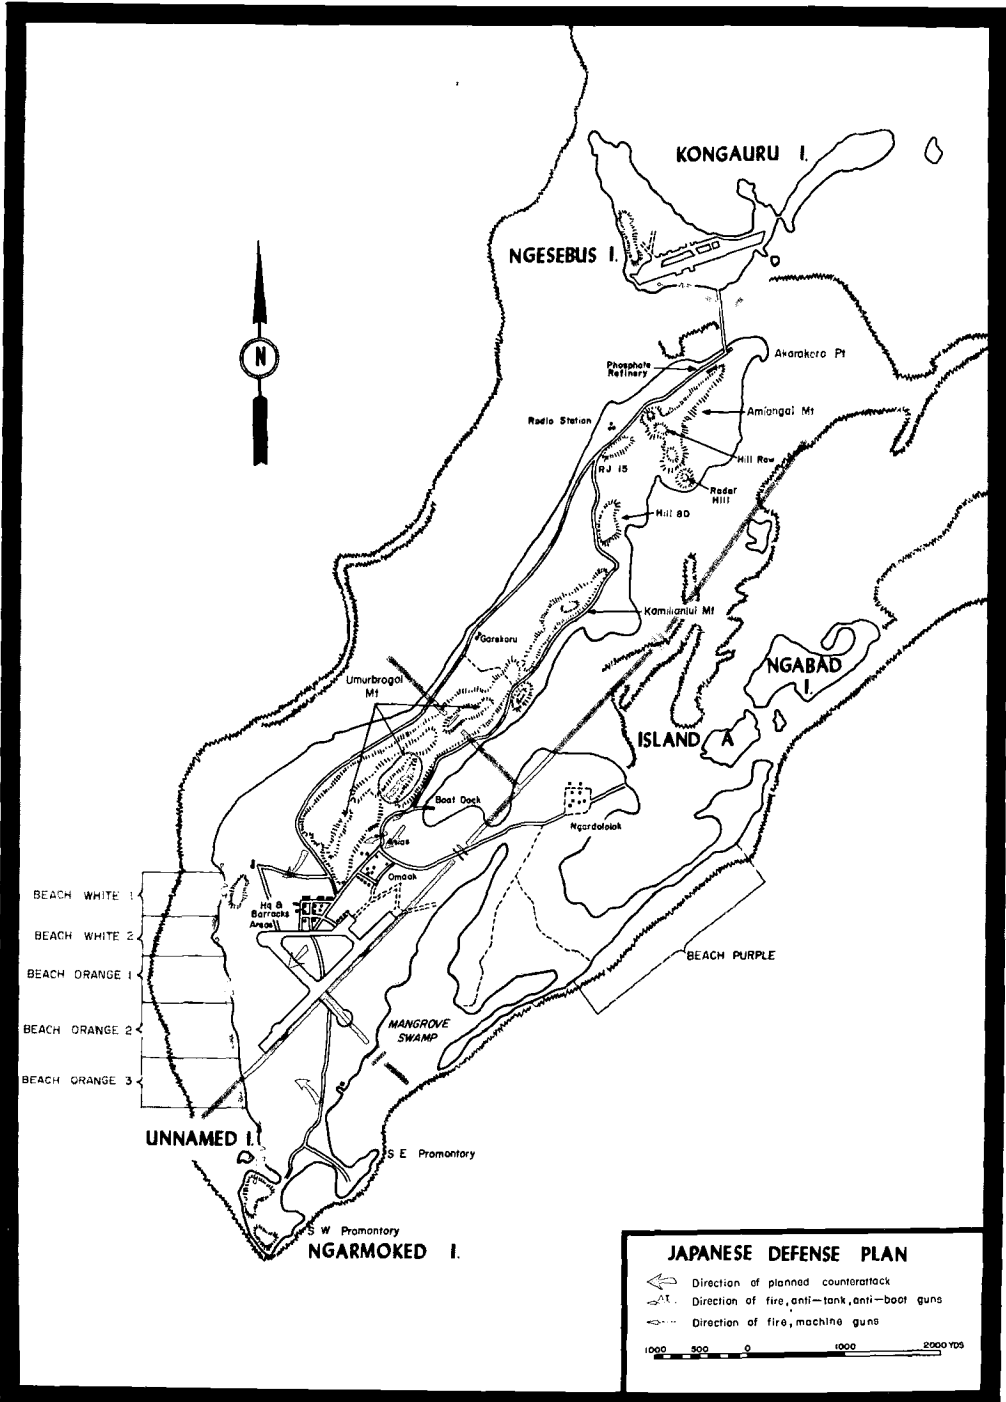 KONGAURU I.
NGESEBUS I.
N
Akarakoro Pt
Phosphate
Refinery
Amiangal Mt
Radio Station
Hill Row
RJ 15
Radar
Hill
Hill 80
Kamilianlul Mt
Garekoru
NGABAD
I.
Umurbrogol
Mt
ISLAND A
Boat Dock
Ngardololok
Asias
Omaok
BEACH WHITE 1
Hq &
Barracks
Areas
BEACH WHITE 2
BEACH PURPLE
BEACH ORANGE 1
BEACH ORANGE 2
MANGROVE
SWAMP
BEACH ORANGE 3
UNNAMED I.
S E Promontory
S W Promontory
NGARMOKED I.
JAPANESE DEFENSE PLAN
Direction of planned counterattack
AT
Direction of fire, anti-tank, anti-boat guns
Direction of fire, machine guns
1000 500 0 1000 2000 YDS